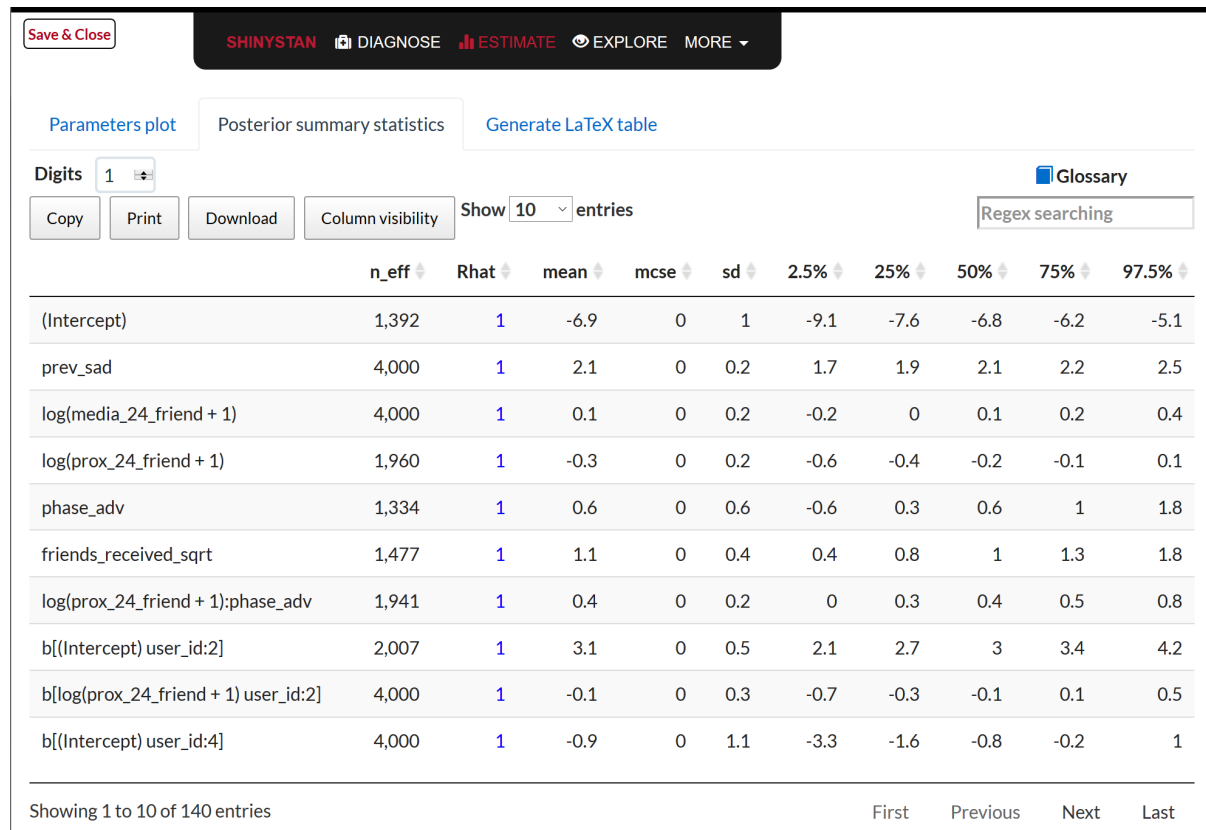 Save & Close
SHINYSTAN DIAGNOSE ESTIMATE EXPLORE MORE
Parameters plot Posterior summary statistics Generate LaTeX table
Digits 1 Glossary
Copy Print Download Column visibility Show 10 entries Regex searching
n_eff Rhat mean mcse sd 2.5% 25% 50% 75% 97.5%
(Intercept) 1,392 1 -6.9 0 1 -9.1 -7.6 -6.8 -6.2 -5.1
prev_sad 4,000 1 2.1 0 0.2 1.7 1.9 2.1 2.2 2.5
log(media_24_friend + 1) 4,000 1 0.1 0 0.2 -0.2 0 0.1 0.2 0.4
log(prox_24_friend + 1) 1,960 1 -0.3 0 0.2 -0.6 -0.4 -0.2 -0.1 0.1
phase_adv 1,334 1 0.6 0 0.6 -0.6 0.3 0.6 1 1.8
friends_received_sqrt 1,477 1 1.1 0 0.4 0.4 0.8 1 1.3 1.8
log(prox_24_friend + 1):phase_adv 1,941 1 0.4 0 0.2 0 0.3 0.4 0.5 0.8
b[(Intercept) user_id:2] 2,007 1 3.1 0 0.5 2.1 2.7 3 3.4 4.2
b[log(prox_24_friend + 1) user_id:2] 4,000 1 -0.1 0 0.3 -0.7 -0.3 -0.1 0.1 0.5
b[(Intercept) user_id:4] 4,000 1 -0.9 0 1.1 -3.3 -1.6 -0.8 -0.2 1
Showing 1 to 10 of 140 entries First Previous Next Last